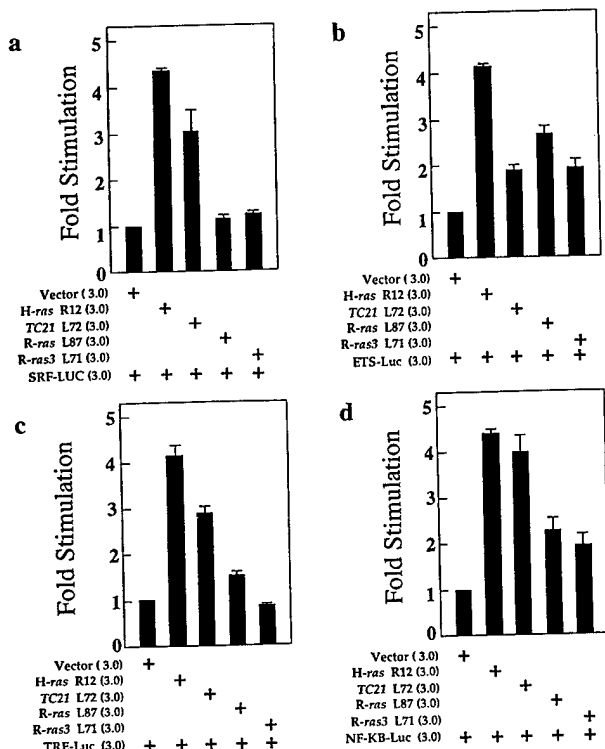 a
Fold Stimulation
5
4
3
2
1
0
Vector (3.0) +
H-ras R12 (3.0) +
TC21 L72 (3.0) +
R-ras L87 (3.0) +
R-ras3 L71 (3.0) +
SRF-LUC (3.0) + + + + +
b
Fold Stimulation
5
4
3
2
1
0
Vector (3.0) +
H-ras R12 (3.0) +
TC21 L72 (3.0) +
R-ras L87 (3.0) +
R-ras3 L71 (3.0) +
ETS-Luc (3.0) + + + + +
c
Fold Stimulation
5
4
3
2
1
0
Vector (3.0) +
H-ras R12 (3.0) +
TC21 L72 (3.0) +
R-ras L87 (3.0) +
R-ras3 L71 (3.0) +
TRE-Luc (3.0) + + + + +
d
Fold Stimulation
5
4
3
2
1
0
Vector (3.0) +
H-ras R12 (3.0) +
TC21 L72 (3.0) +
R-ras L87 (3.0) +
R-ras3 L71 (3.0) +
NF-KB-Luc (3.0) + + + + +